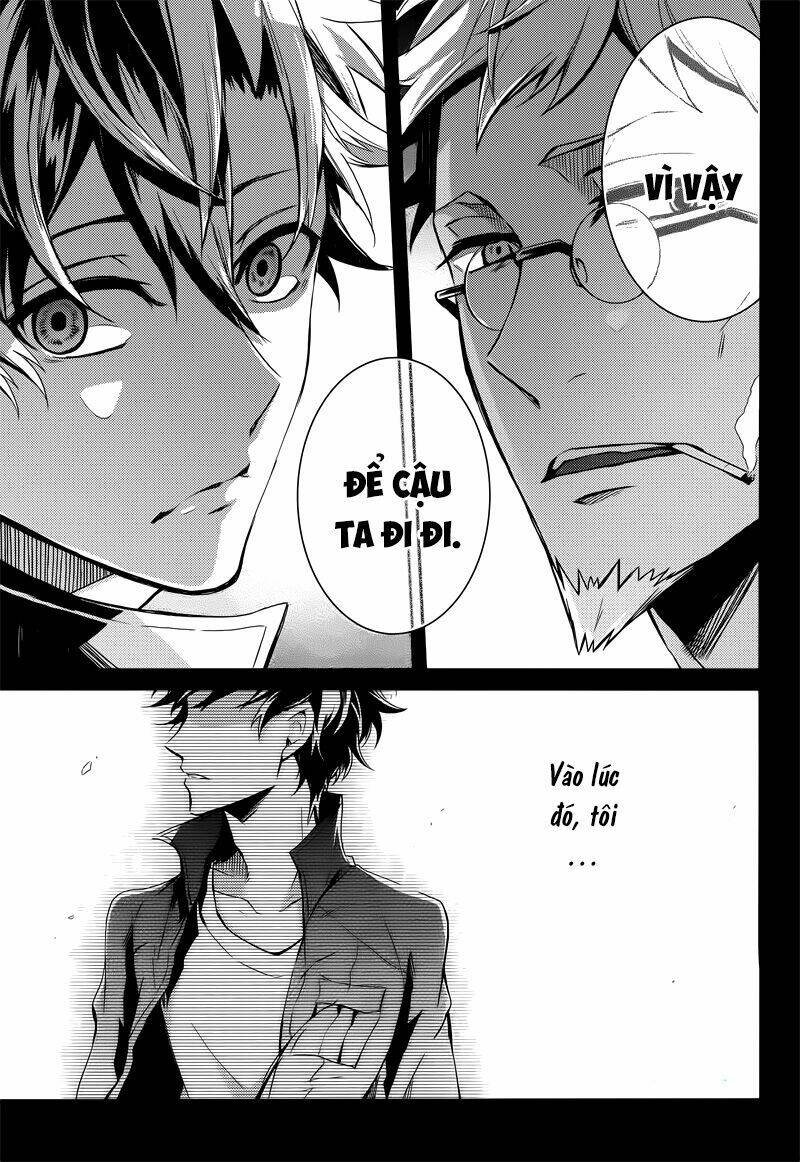 VÌ VẬY
ĐỂ CẬU
TA ĐI ĐI.
Vào lúc
đó, tôi
...